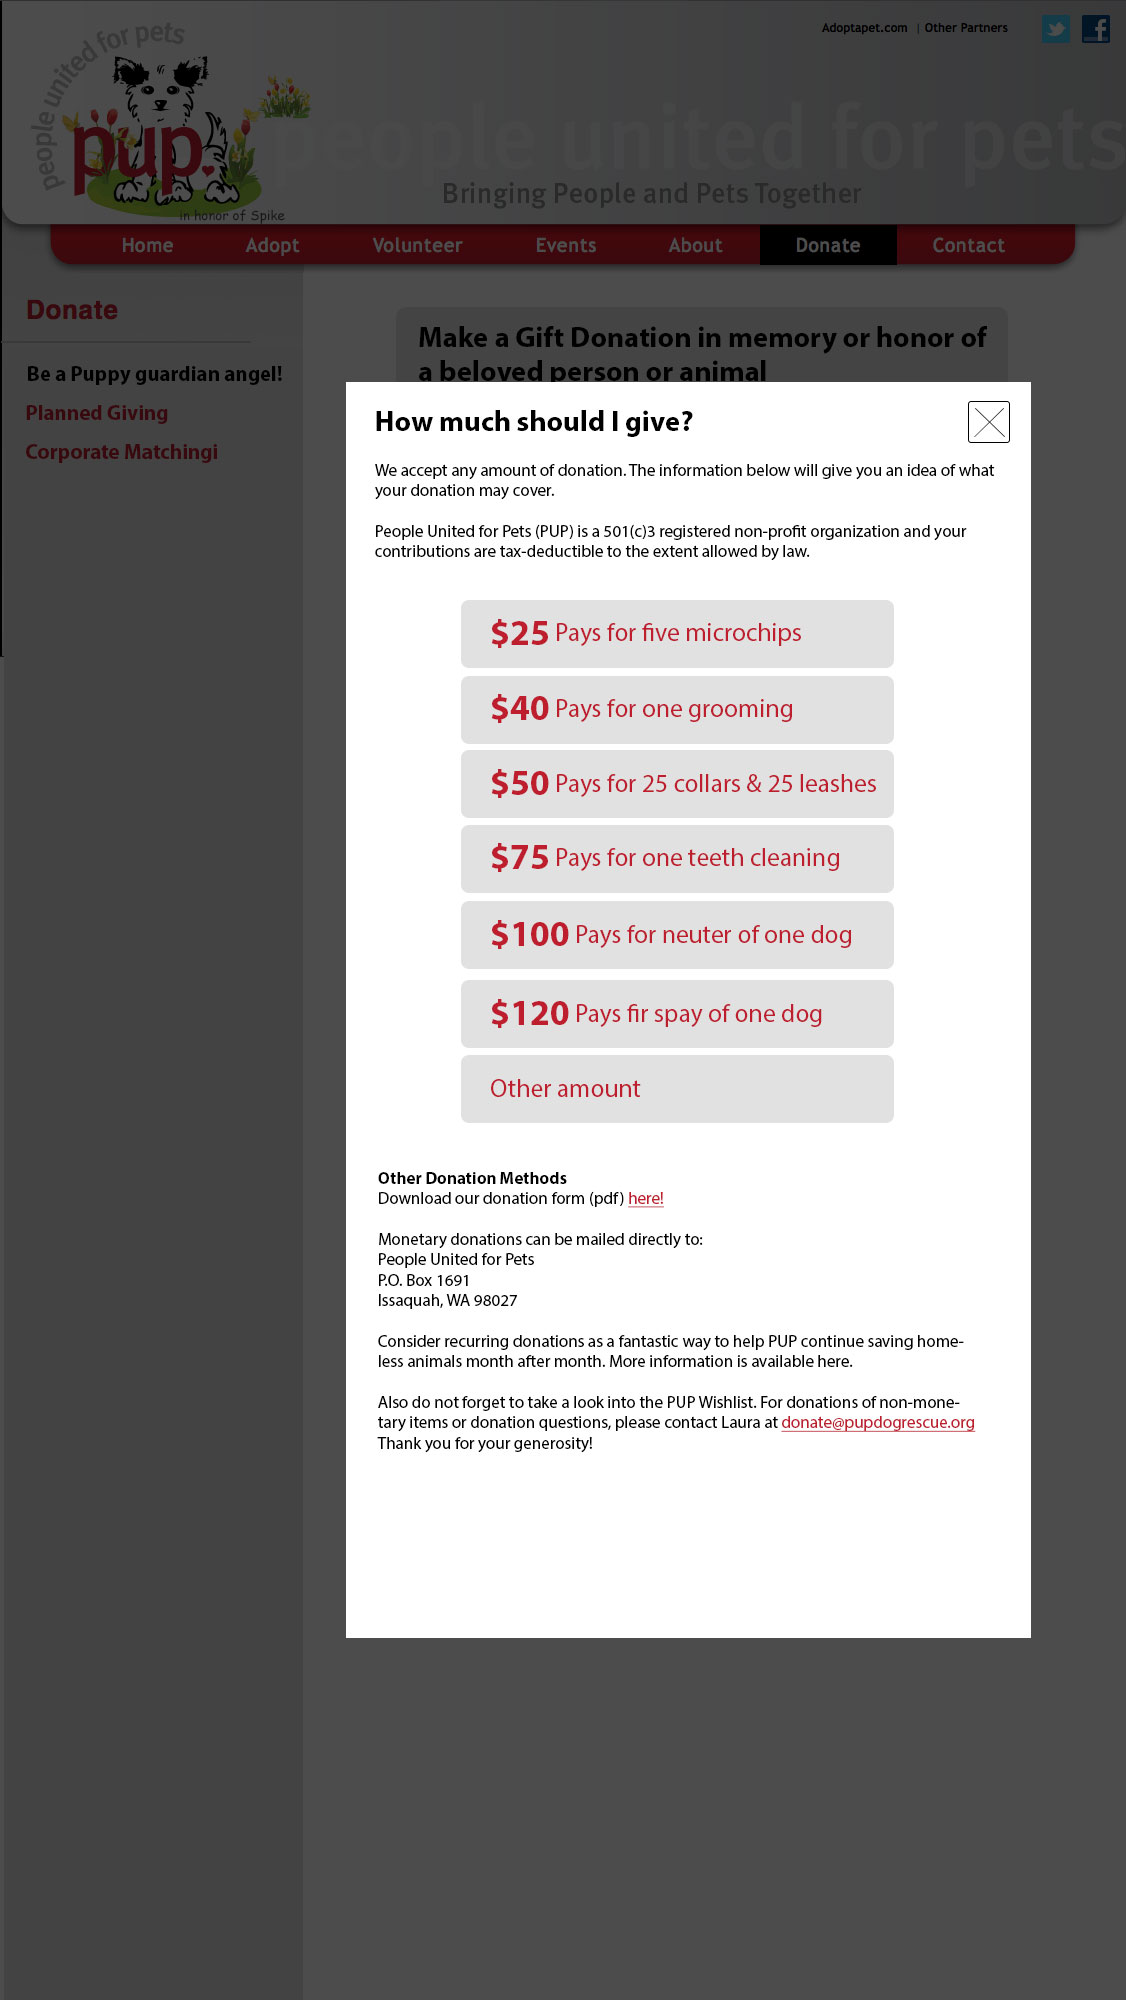 people united for pets
pup.
in honor of Spike
Adoptapet.com | Other Partners
people united for pets
Bringing People and Pets Together
Home Adopt Volunteer Events About Donate Contact
Donate
Be a Puppy guardian angel!
Planned Giving
Corporate Matchingi
Make a Gift Donation in memory or honor of
a beloved person or animal
How much should I give?
We accept any amount of donation. The information below will give you an idea of what
your donation may cover.
People United for Pets (PUP) is a 501(c)3 registered non-profit organization and your
contributions are tax-deductible to the extent allowed by law.
$25 Pays for five microchips
$40 Pays for one grooming
$50 Pays for 25 collars & 25 leashes
$75 Pays for one teeth cleaning
$100 Pays for neuter of one dog
$120 Pays fir spay of one dog
Other amount
Other Donation Methods
Download our donation form (pdf) here!
Monetary donations can be mailed directly to:
People United for Pets
P.O. Box 1691
Issaquah, WA 98027
Consider recurring donations as a fantastic way to help PUP continue saving home-
less animals month after month. More information is available here.
Also do not forget to take a look into the PUP Wishlist. For donations of non-mone-
tary items or donation questions, please contact Laura at donate@pupdogrescue.org
Thank you for your generosity!